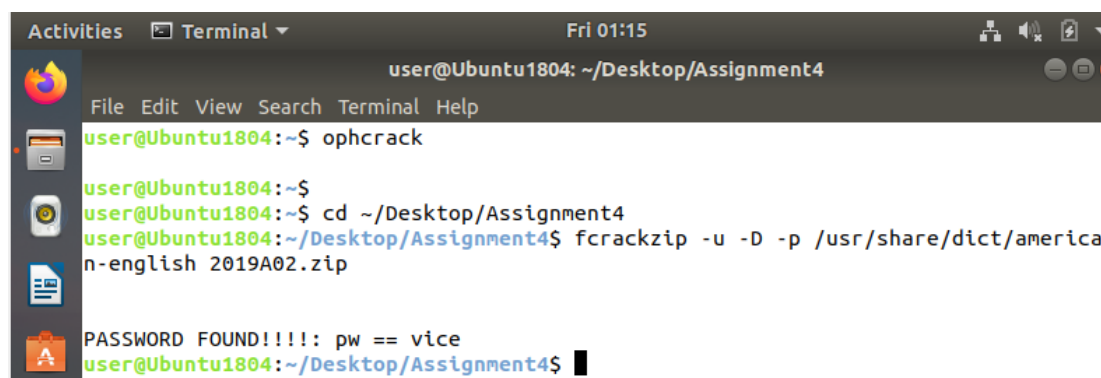 Activities Terminal Fri 01:15
user@Ubuntu1804: ~/Desktop/Assignment4
File Edit View Search Terminal Help
user@Ubuntu1804:~$ ophcrack
user@Ubuntu1804:~$
user@Ubuntu1804:~$ cd ~/Desktop/Assignment4
user@Ubuntu1804:~/Desktop/Assignment4$ fcrackzip -u -D -p /usr/share/dict/america
n-english 2019A02.zip
PASSWORD FOUND!!!!: pw == vice
user@Ubuntu1804:~/Desktop/Assignment4$